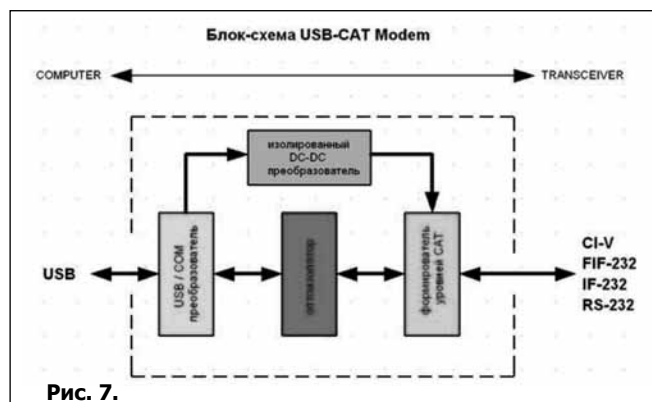 Блок-схема USB-CAT Modem
COMPUTER
TRANSCEIVER
изолированный
DC-DC
преобразователь
USB
USB / COM
преобразователь
оптоизолятор
формирователь
уровней CAT
CI-V
FIF-232
IF-232
RS-232
Рис. 7.